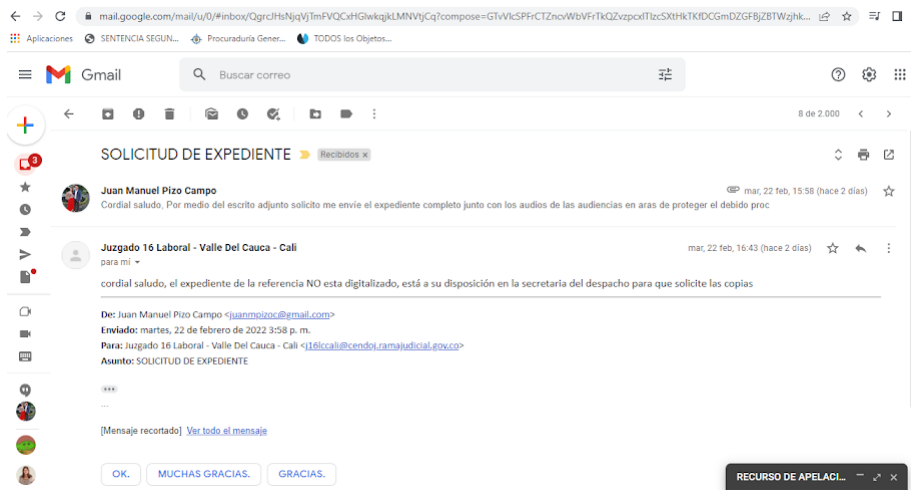 mail.google.com/mail/u/0/#inbox/QgrcJHsNjqVjTmFVQCxHGlwkqjkLMNVtjCq?compose=GTvVlcSPFrCTZncvWbVFrTkQZvzpcxlTlzcSXtHkTKfDCGmDZGFBjZBTWzjhk...
Aplicaciones SENTENCIA SEGUN... Procuraduría Gener... TODOS los Objetos...
Gmail
Buscar correo
8 de 2.000
3
SOLICITUD DE EXPEDIENTE Recibidos x
Juan Manuel Pizo Campo mar, 22 feb, 15:58 (hace 2 días)
Cordial saludo, Por medio del escrito adjunto solicito me envíe el expediente completo junto con los audios de las audiencias en aras de proteger el debido proc
Juzgado 16 Laboral - Valle Del Cauca - Cali mar, 22 feb, 16:43 (hace 2 días)
para mí
cordial saludo, el expediente de la referencia NO esta digitalizado, está a su disposición en la secretaria del despacho para que solicite las copias
De: Juan Manuel Pizo Campo <juanmpizoc@gmail.com>
Enviado: martes, 22 de febrero de 2022 3:58 p. m.
Para: Juzgado 16 Laboral - Valle Del Cauca - Cali <j16lccali@cendoj.ramajudicial.gov.co>
Asunto: SOLICITUD DE EXPEDIENTE
...
[Mensaje recortado] Ver todo el mensaje
OK. MUCHAS GRACIAS. GRACIAS.
RECURSO DE APELACI...